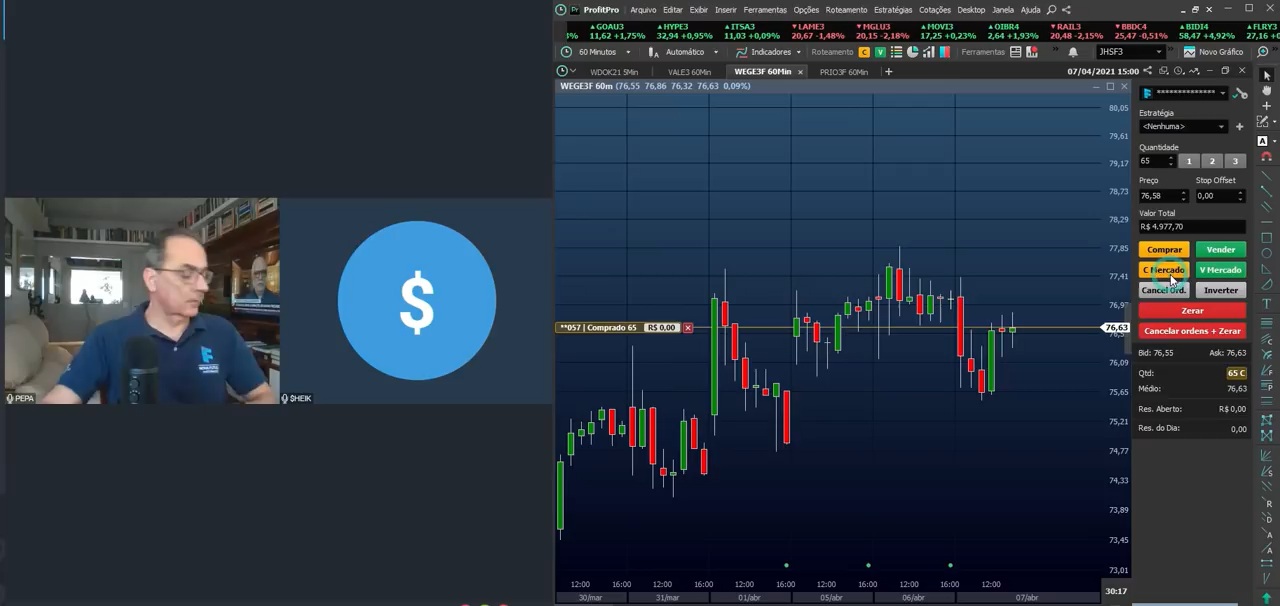 ProfitPro Arquivo Editar Exibir Inserir Ferramentas Opções Roteamento Estratégias Cotações Desktop Janela Ajuda
GOAU3 HYPE3 ITSA3 LAME3 MGLU3 MOVI3 OIBR4 RAIL3 BBDC4 BIDI4 FLRY3
3% 11,62 +1,75% 32,94 +0,95% 11,03 +0,09% 20,67 -1,48% 20,15 -2,18% 17,25 +0,23% 2,64 +1,93% 20,48 -2,15% 25,47 -0,51% 58,47 +4,92% 27,16 +0
60 Minutos Automático Indicadores Roteamento C V Ferramentas JHSF3 Novo Gráfico
WDOK21 5Min VALE3 60Min WEGE3F 60Min PRIO3F 60Min 07/04/2021 15:00
WEGE3F 60m (76,55 76,86 76,32 76,63 0,09%)
**************
Estratégia
<Nenhuma>
Quantidade
65 1 2 3
Preço Stop Offset
76,58 0,00
Valor Total
R$ 4.977,70
Comprar Vender
C Mercado V Mercado
Cancel Ord. Inverter
Zerar
Cancelar ordens + Zerar
Bid: 76,55 Ask: 76,63
Qtd: 65 C
Médio: 76,63
Res. Aberto: R$ 0,00
Res. do Dia: 0,00
80,05
79,61
79,17
78,73
78,29
77,85
77,41
76,97
76,63
76,09
75,65
75,21
74,77
74,33
73,89
73,45
73,01
**057 | Comprado 65 R$ 0,00
$
PEPA
$HEIK
12:00 16:00 12:00 16:00 12:00 16:00 12:00 16:00 12:00 16:00 12:00
30/mar 31/mar 01/abr 05/abr 06/abr 07/abr
30:17